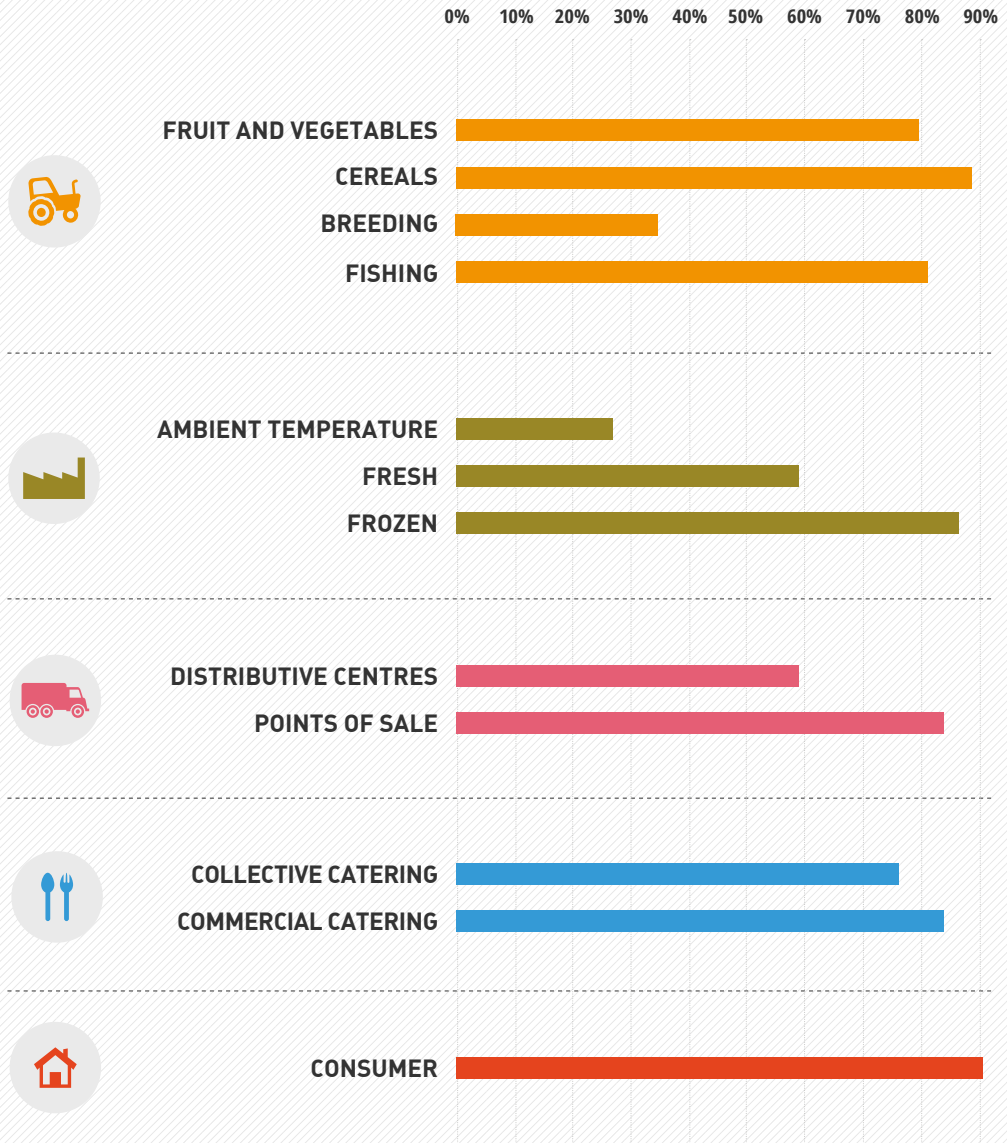 0% 10% 20% 30% 40% 50% 60% 70% 80% 90%
FRUIT AND VEGETABLES
CEREALS
BREEDING
FISHING
AMBIENT TEMPERATURE
FRESH
FROZEN
DISTRIBUTIVE CENTRES
POINTS OF SALE
COLLECTIVE CATERING
COMMERCIAL CATERING
CONSUMER